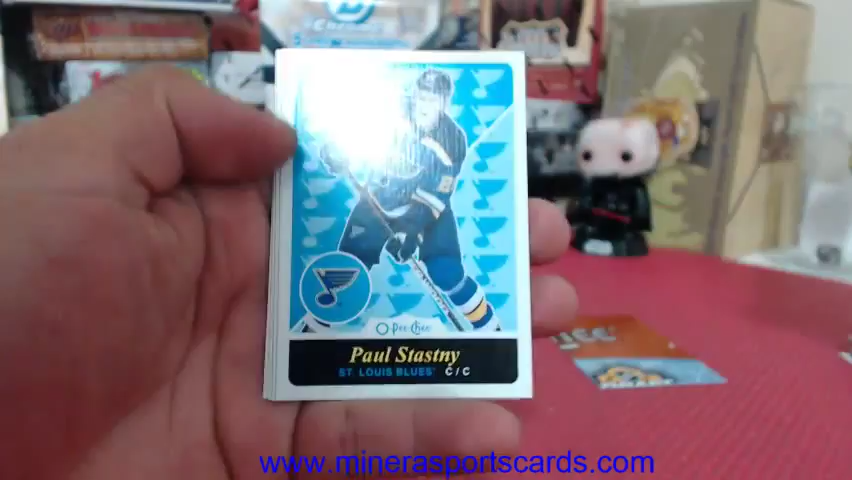 O-Pee-Chee
Paul Stastny
ST LOUIS BLUES C/C
www.minerasportscards.com